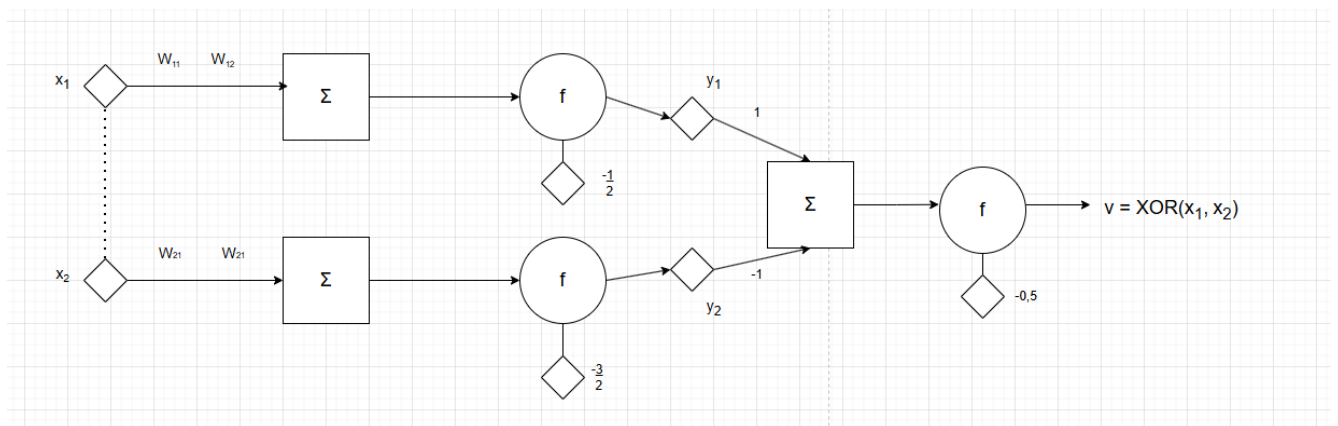 W₁₁ W₁₂
x₁
Σ
f
y₁
1
-1
2
Σ
f
v = XOR(x₁, x₂)
W₂₁ W₂₁
x₂
Σ
f
-1
y₂
-0,5
-3
2